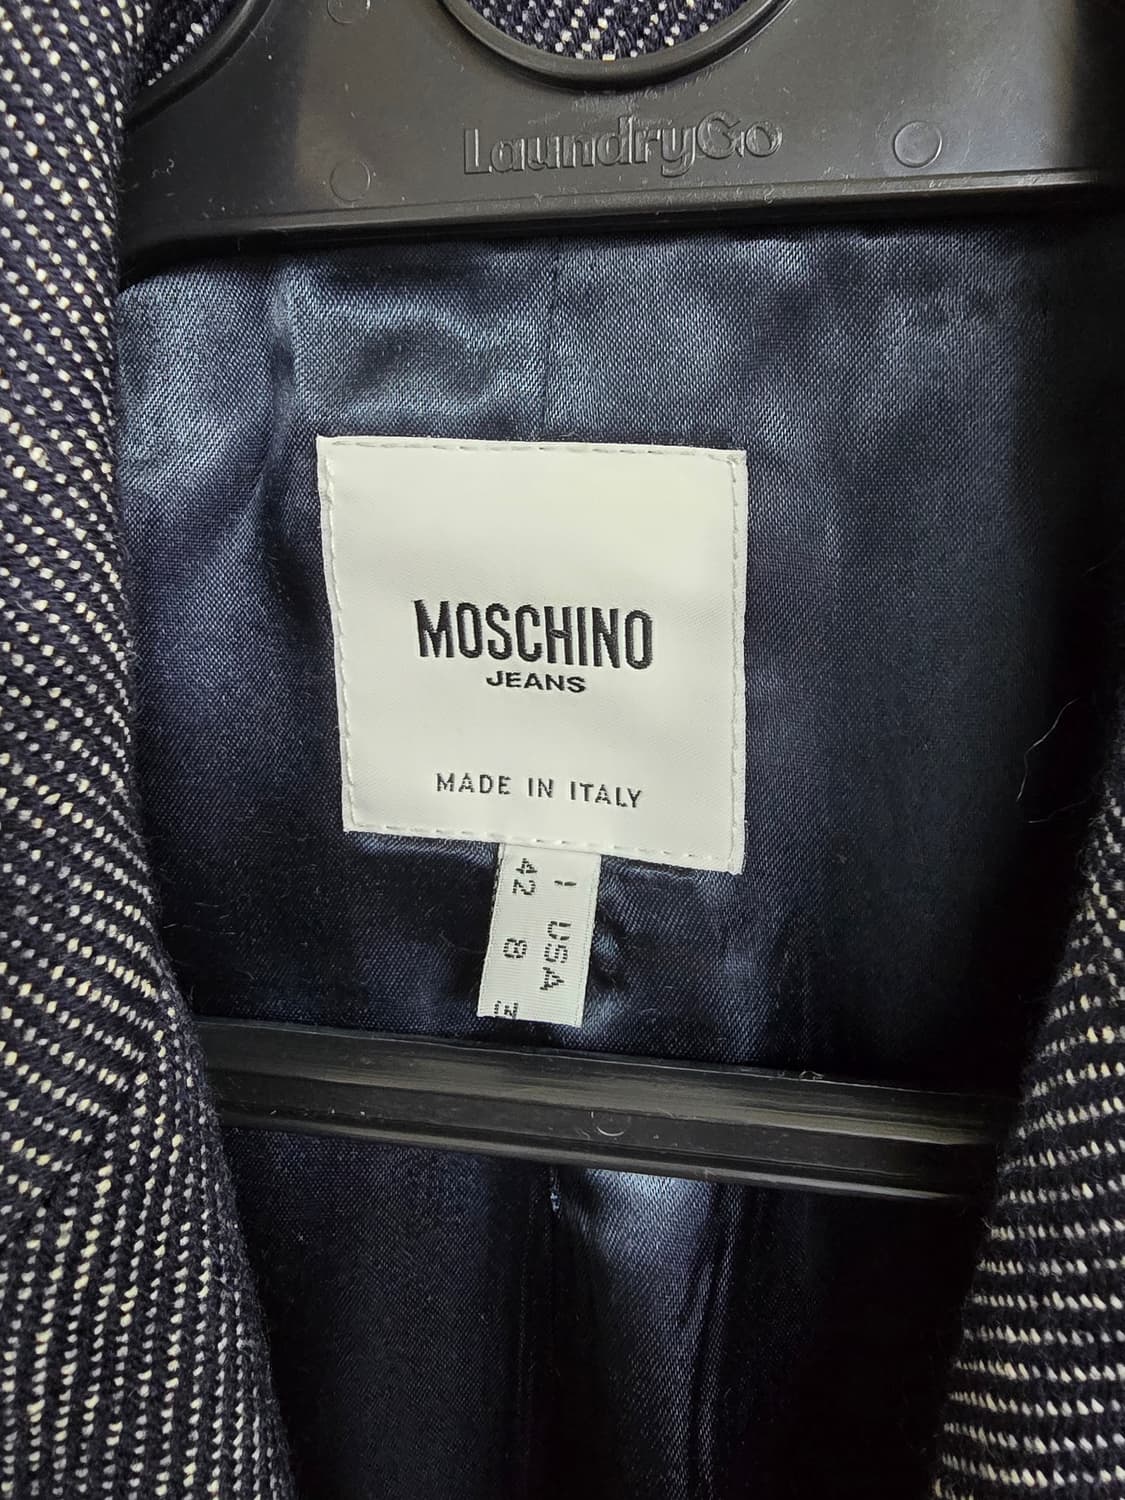 LaundryGo
MOSCHINO
JEANS
MADE IN ITALY
I USA
42 8